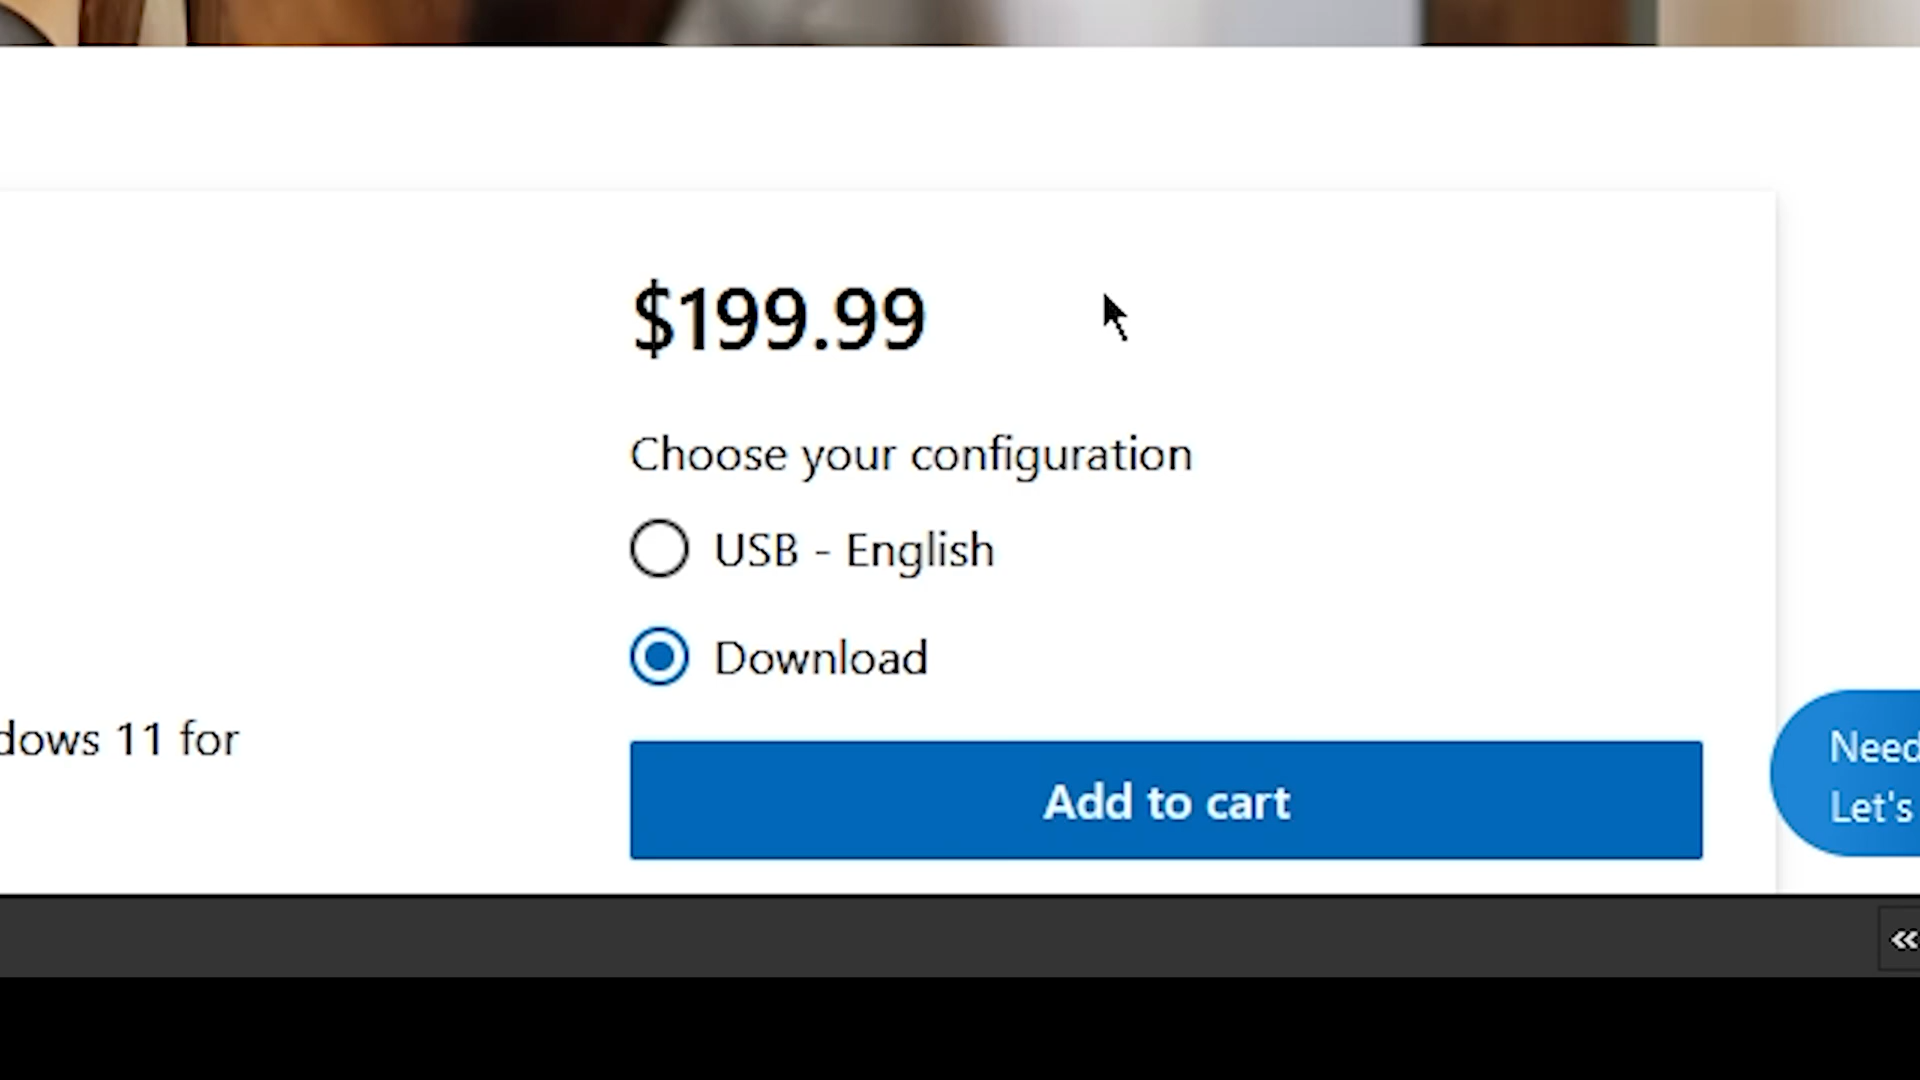 $199.99
Choose your configuration
USB - English
Download
dows 11 for
Add to cart
Need
Let's